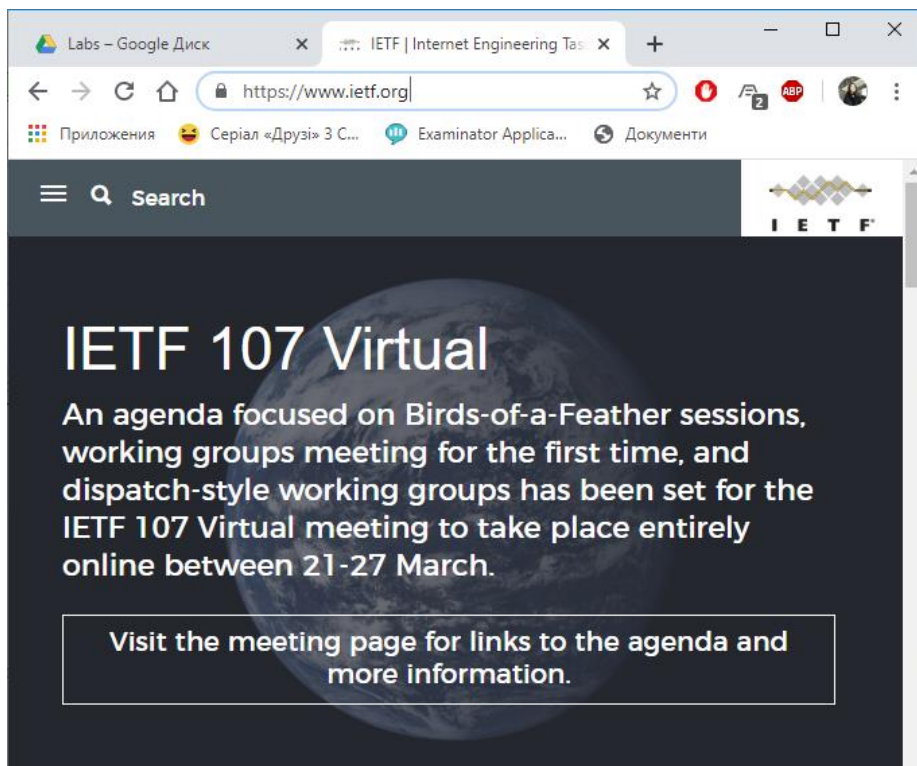 Labs – Google Диск
IETF | Internet Engineering Tas
https://www.ietf.org
2
ABP
Приложения
Серіал «Друзі» 3 С...
Examinator Applica...
Документи
Search
I E T F®
IETF 107 Virtual
An agenda focused on Birds-of-a-Feather sessions,
working groups meeting for the first time, and
dispatch-style working groups has been set for the
IETF 107 Virtual meeting to take place entirely
online between 21-27 March.
Visit the meeting page for links to the agenda and
more information.